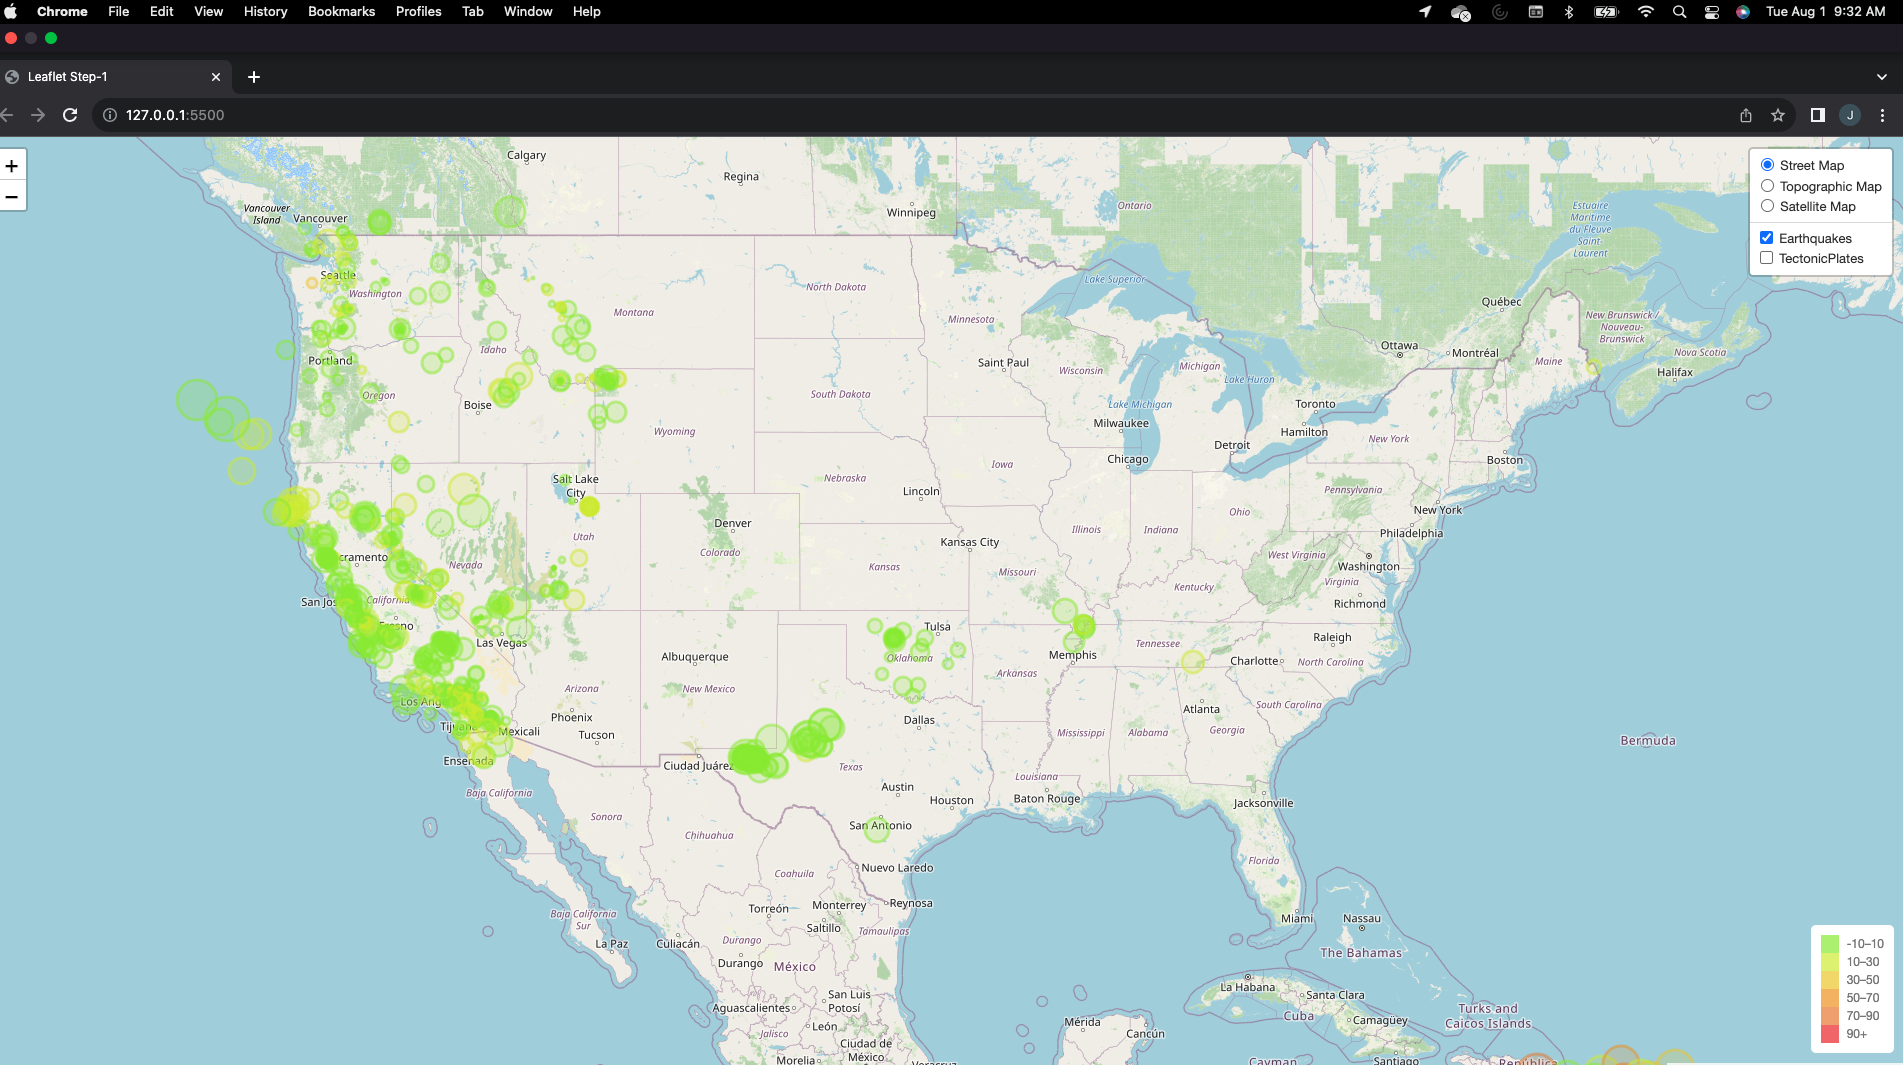 Chrome File Edit View History Bookmarks Profiles Tab Window Help Tue Aug 1 9:32 AM
Leaflet Step-1
127.0.0.1:5500
+
−
Street Map
Topographic Map
Satellite Map
Earthquakes
TectonicPlates
Calgary
Regina
Winnipeg
Ontario
Vancouver
Island
Vancouver
Estuaire
Maritime
du Fleuve
Saint-
Laurent
Seattle
Washington
North Dakota
Montana
Minnesota
Lake Superior
Québec
New Brunswick /
Nouveau-
Brunswick
Nova Scotia
Ottawa
Montréal
Maine
Halifax
Portland
Idaho
Saint Paul
Wisconsin
Michigan
Lake Huron
Oregon
Boise
South Dakota
Lake Michigan
Toronto
Hamilton
Milwaukee
Wyoming
Detroit
New York
Chicago
Boston
Iowa
Salt Lake
City
Nebraska
Lincoln
Pennsylvania
New York
Denver
Ohio
Illinois
Indiana
Philadelphia
Utah
Kansas City
Colorado
cramento
Nevada
Kansas
Missouri
West Virginia
Washington
Virginia
Kentucky
San Jos
California
Richmond
Fresno
Las Vegas
Tulsa
Raleigh
Albuquerque
Oklahoma
Memphis
Tennessee
Charlotte
North Carolina
Arkansas
Arizona
New Mexico
Los Ang
Phoenix
Tucson
Dallas
Atlanta
South Carolina
Tijuana
Mexicali
Mississippi
Alabama
Georgia
Bermuda
Ensenada
Ciudad Juárez
Texas
Louisiana
Baja California
Austin
Houston
Baton Rouge
Jacksonville
Sonora
Chihuahua
San Antonio
Florida
Coahuila
Nuevo Laredo
Torreón
Monterrey
Reynosa
Baja California
Sur
Saltillo
Tamaulipas
Miami
Nassau
La Paz
Culiacán
Durango
Durango
México
The Bahamas
La Habana
Santa Clara
San Luis
Potosí
Aguascalientes
Cuba
Camagüey
Turks and
Caicos Islands
León
Jalisco
Mérida
Cancún
Ciudad de
México
Morelia
Veracruz
Cayman
Santiago
República
-10–10
10–30
30–50
50–70
70–90
90+
J